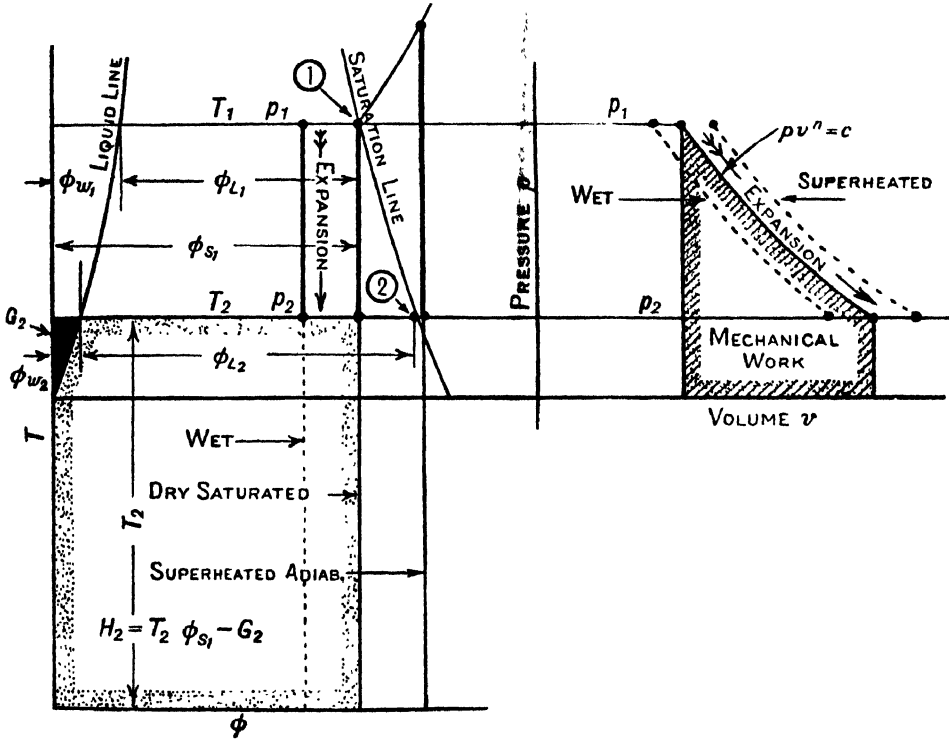 LIQUID LINE
T₁
p₁
①
SATURATION LINE
ϕw₁
ϕL₁
EXPANSION
ϕs₁
②
T₂
p₂
G₂
ϕw₂
ϕL₂
T
WET
DRY SATURATED
T₂
SUPERHEATED ADIAB.
H₂ = T₂ ϕs₁ – G₂
ϕ
PRESSURE p
p₁
pvⁿ = c
WET
SUPERHEATED
EXPANSION
p₂
MECHANICAL
WORK
VOLUME v